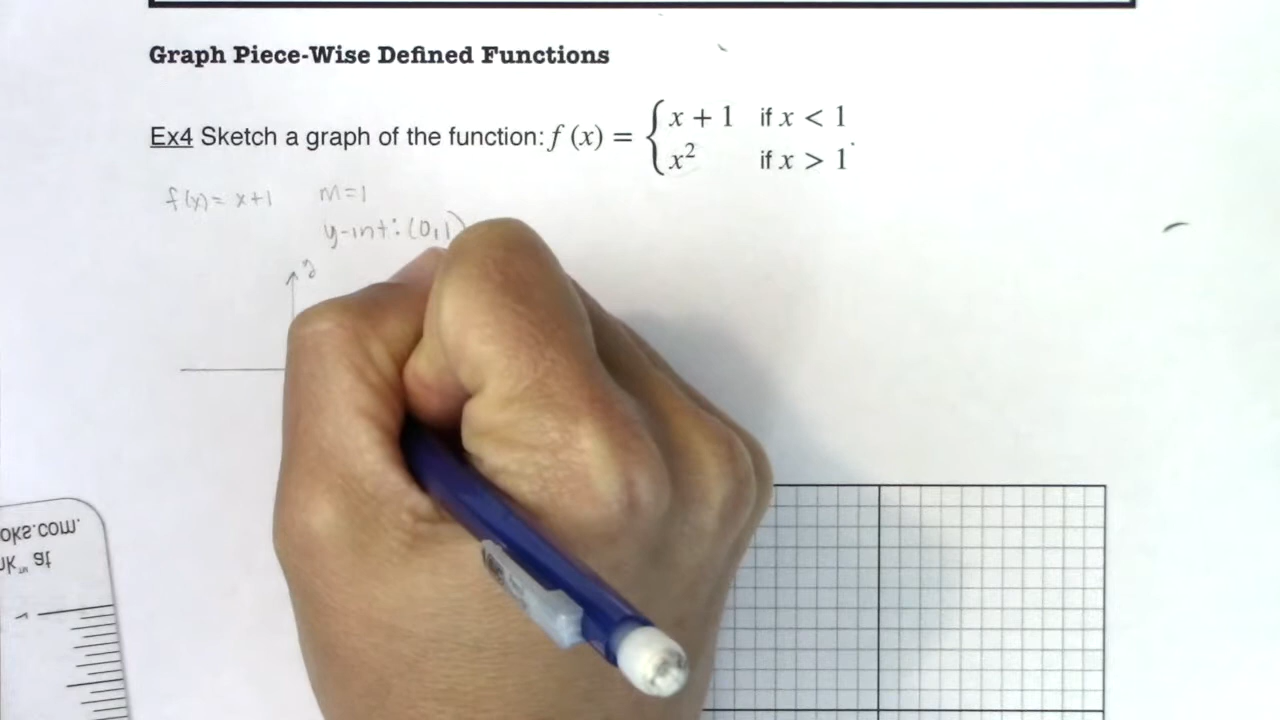 Graph Piece-Wise Defined Functions
Ex4 Sketch a graph of the function: f (x) = { x + 1 if x < 1
x² if x > 1.
f(x) = x+1 m=1
y-int: (0,1)
y
oks.com.
at